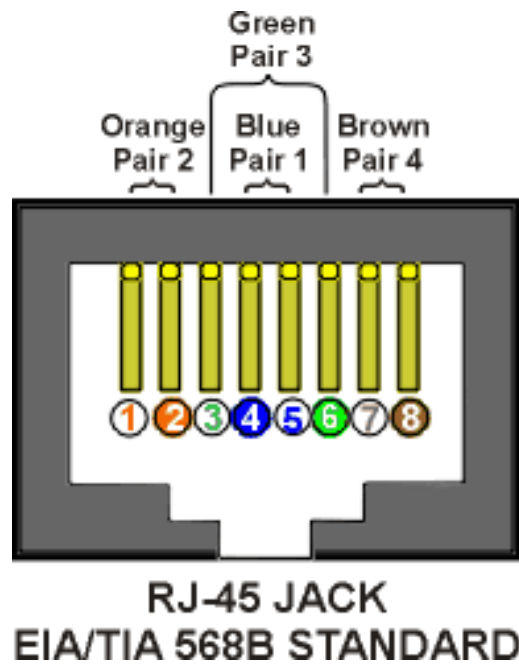 Green
Pair 3
Orange Blue Brown
Pair 2 Pair 1 Pair 4
1 2 3 4 5 6 7 8
RJ-45 JACK
EIA/TIA 568B STANDARD